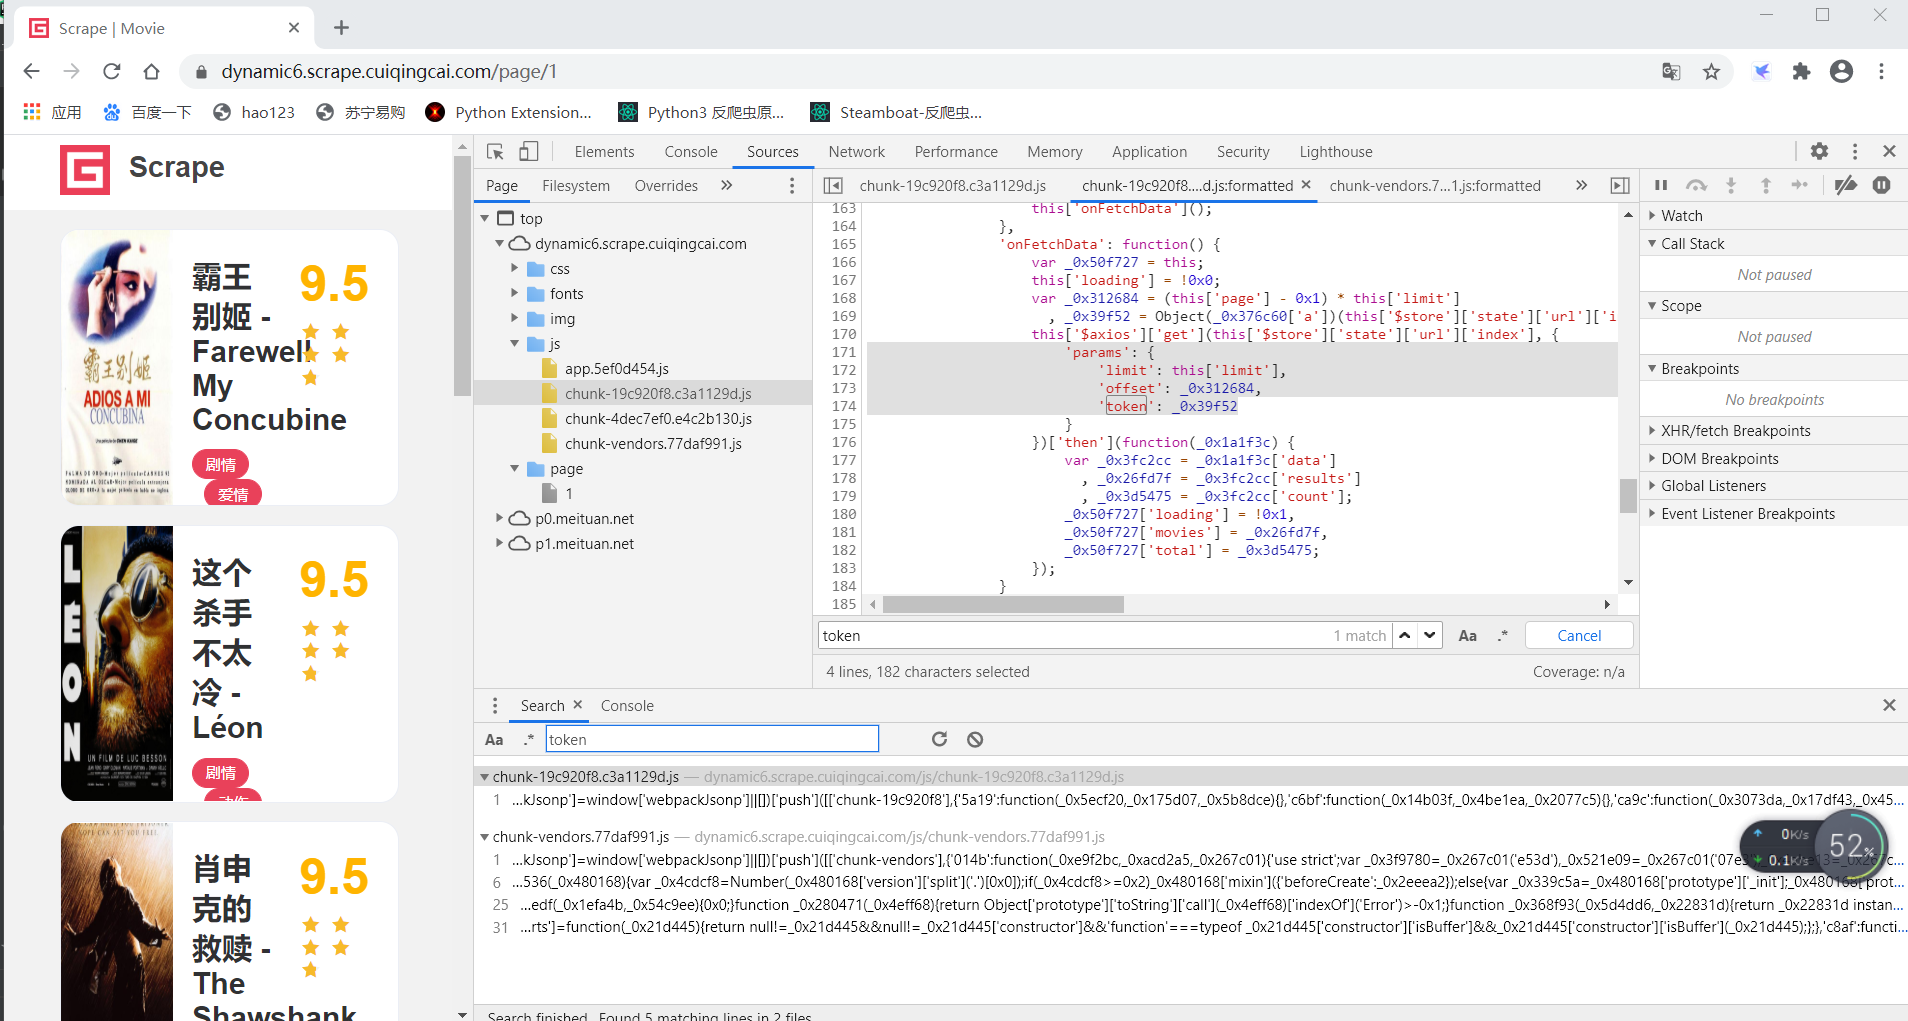 Scrape | Movie
dynamic6.scrape.cuiqingcai.com/page/1
应用
百度一下
hao123
苏宁易购
Python Extension...
Python3 反爬虫原...
Steamboat-反爬虫...
Scrape
霸王
别姬 -
Farewell
My
Concubine
9.5
剧情
爱情
霸王别姬
ADIOS A MI
CONCUBINA
这个
杀手
不太
冷 -
Léon
9.5
剧情
动作
LÉON
UN FILM DE LUC BESSON
肖申
克的
救赎 -
The
Shawshank
9.5
Elements
Console
Sources
Network
Performance
Memory
Application
Security
Lighthouse
Page
Filesystem
Overrides
top
dynamic6.scrape.cuiqingcai.com
css
fonts
img
js
app.5ef0d454.js
chunk-19c920f8.c3a1129d.js
chunk-4dec7ef0.e4c2b130.js
chunk-vendors.77daf991.js
page
1
p0.meituan.net
p1.meituan.net
chunk-19c920f8.c3a1129d.js
chunk-19c920f8....d.js:formatted
chunk-vendors.7...1.js:formatted
163 this['onFetchData']();
164 },
165 'onFetchData': function() {
166 var _0x50f727 = this;
167 this['loading'] = !0x0;
168 var _0x312684 = (this['page'] - 0x1) * this['limit']
169 , _0x39f52 = Object(_0x376c60['a'])(this['$store']['state']['url']['i
170 this['$axios']['get'](this['$store']['state']['url']['index'], {
171 'params': {
172 'limit': this['limit'],
173 'offset': _0x312684,
174 'token': _0x39f52
175 }
176 })['then'](function(_0x1a1f3c) {
177 var _0x3fc2cc = _0x1a1f3c['data']
178 , _0x26fd7f = _0x3fc2cc['results']
179 , _0x3d5475 = _0x3fc2cc['count'];
180 _0x50f727['loading'] = !0x1,
181 _0x50f727['movies'] = _0x26fd7f,
182 _0x50f727['total'] = _0x3d5475;
183 });
184 }
185
token
1 match
Aa
.*
Cancel
4 lines, 182 characters selected
Coverage: n/a
Watch
Call Stack
Not paused
Scope
Not paused
Breakpoints
No breakpoints
XHR/fetch Breakpoints
DOM Breakpoints
Global Listeners
Event Listener Breakpoints
Search
Console
Aa
.*
token
chunk-19c920f8.c3a1129d.js — dynamic6.scrape.cuiqingcai.com/js/chunk-19c920f8.c3a1129d.js
1 ...kJsonp']=window['webpackJsonp']||[])['push']([['chunk-19c920f8'],{'5a19':function(_0x5ecf20,_0x175d07,_0x5b8dce){},'c6bf':function(_0x14b03f,_0x4be1ea,_0x2077c5){},'ca9c':function(_0x3073da,_0x17df43,_0x45...
chunk-vendors.77daf991.js — dynamic6.scrape.cuiqingcai.com/js/chunk-vendors.77daf991.js
1 ...kJsonp']=window['webpackJsonp']||[])['push']([['chunk-vendors'],{'014b':function(_0xe9f2bc,_0xacd2a5,_0x267c01){'use strict';var _0x3f9780=_0x267c01('e53d'),_0x521e09=_0x267c01('07e
6 ...536(_0x480168){var _0x4cdcf8=Number(_0x480168['version']['split']('.')[0x0]);if(_0x4cdcf8>=0x2)_0x480168['mixin']({'beforeCreate':_0x2eeea2});else{var _0x339c5a=_0x480168['prototype']['_init'];_0x480168['prot...
25 ...edf(_0x1efa4b,_0x54c9ee){0x0;}function _0x280471(_0x4eff68){return Object['prototype']['toString']['call'](_0x4eff68)['indexOf']('Error')>-0x1;}function _0x368f93(_0x5d4dd6,_0x22831d){return _0x22831d instan...
31 ...rts']=function(_0x21d445){return null!=_0x21d445&&null!=_0x21d445['constructor']&&'function'===typeof _0x21d445['constructor']['isBuffer']&&_0x21d445['constructor']['isBuffer'](_0x21d445);};},'c8af':functi...
0K/s
0.1K/s
52%
Search finished. Found 5 matching lines in 2 files.